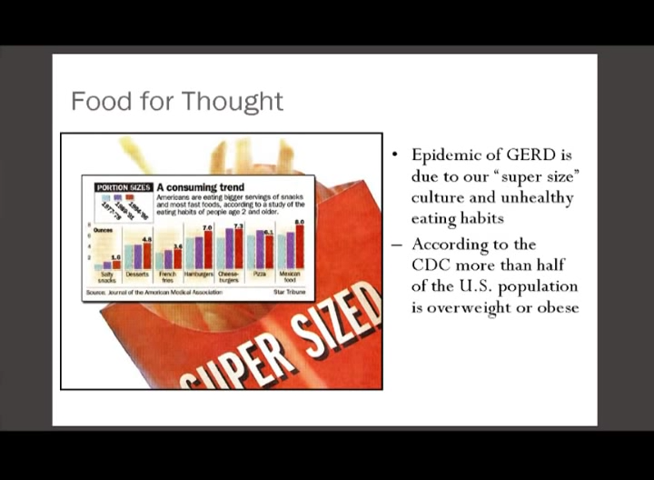 Food for Thought
PORTION SIZES
A consuming trend
Americans are eating bigger servings of snacks
and most fast foods, according to a study of the
eating habits of people age 2 and older.
Ounces
8
6
4
2
1.0
4.8
3.6
7.0
7.3
6.1
8.0
Salty
snacks
Desserts
French
fries
Hamburgers
Cheese-
burgers
Pizza
Mexican
food
Source: Journal of the American Medical Association
Star Tribune
SUPER SIZED
• Epidemic of GERD is
due to our “super size”
culture and unhealthy
eating habits
– According to the
CDC more than half
of the U.S. population
is overweight or obese